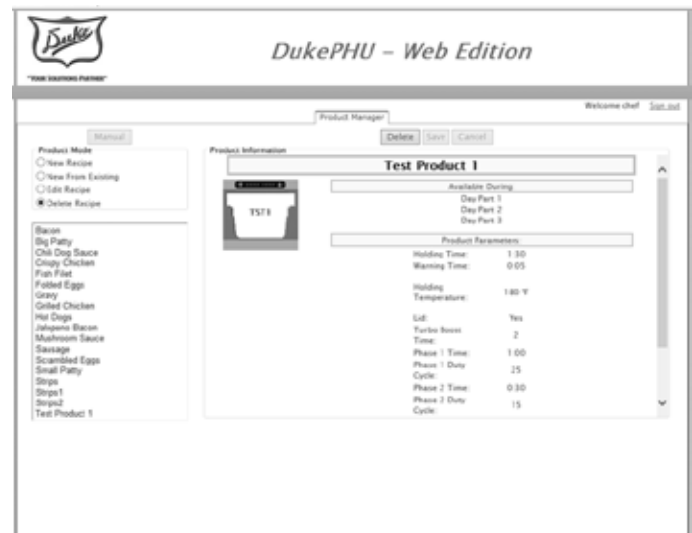 Duke
"YOUR SOLUTIONS PARTNER"
DukePHU – Web Edition
Welcome chef Sign out
Product Manager
Manual
Delete Save Cancel
Product Mode
New Recipe
New From Existing
Edit Recipe
Delete Recipe
Bacon
Big Patty
Chili Dog Sauce
Crispy Chicken
Fish Filet
Folded Eggs
Gravy
Grilled Chicken
Hot Dogs
Jalapeno Bacon
Mushroom Sauce
Sausage
Scrambled Eggs
Small Patty
Strips
Strips1
Strips2
Test Product 1
Product Information
Test Product 1
Available During
Day Part 1
Day Part 2
Day Part 3
Product Parameters:
Holding Time: 1:30
Warning Time: 0:05
Holding
Temperature: 180 °F
Lid: Yes
Turbo Boost
Time: 2
Phase 1 Time: 1:00
Phase 1 Duty
Cycle: 25
Phase 2 Time: 0:30
Phase 2 Duty
Cycle: 15